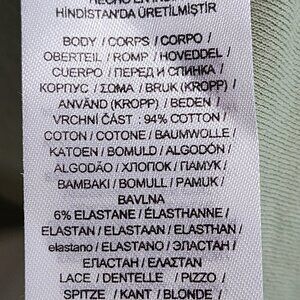 HİNDİSTAN'DA ÜRETİLMİŞTİR
BODY / CORPS / CORPO /
OBERTEIL / ROMP / HOVEDDEL /
CUERPO / ПЕРЕД И СПИНКА /
КОРПУС / ΣΩΜΑ / BRUK (KROPP) /
ANVÄND (KROPP) / BEDEN /
VRCHNÍ ČÁST : 94% COTTON /
COTON / COTONE / BAUMWOLLE /
KATOEN / BOMULD / ALGODÓN /
ALGODÃO / ХЛОПОК / ПАМУК /
BAMBAKI / BOMULL / PAMUK /
BAVLNA
6% ELASTANE / ÉLASTHANNE /
ELASTAN / ELASTAAN / ELASTHAN /
elastano / ELASTANO / ЭЛАСТАН /
ЕЛАСТАН / ΕΛΑΣΤΑΝ
LACE / DENTELLE / PIZZO /
SPITZE / KANT / BLONDE /